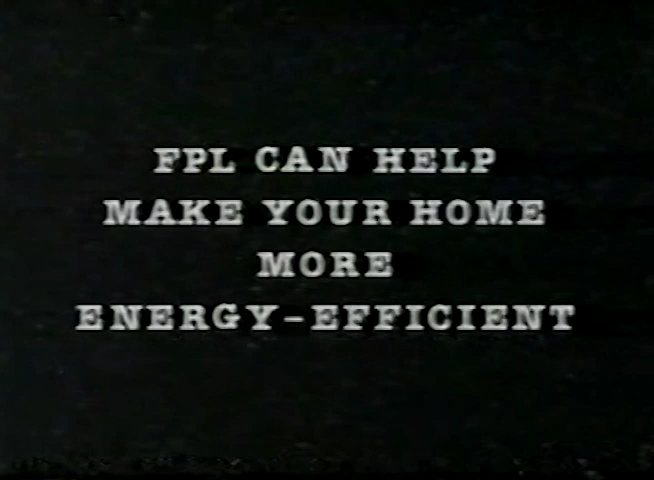 FPL CAN HELP
MAKE YOUR HOME
MORE
ENERGY-EFFICIENT